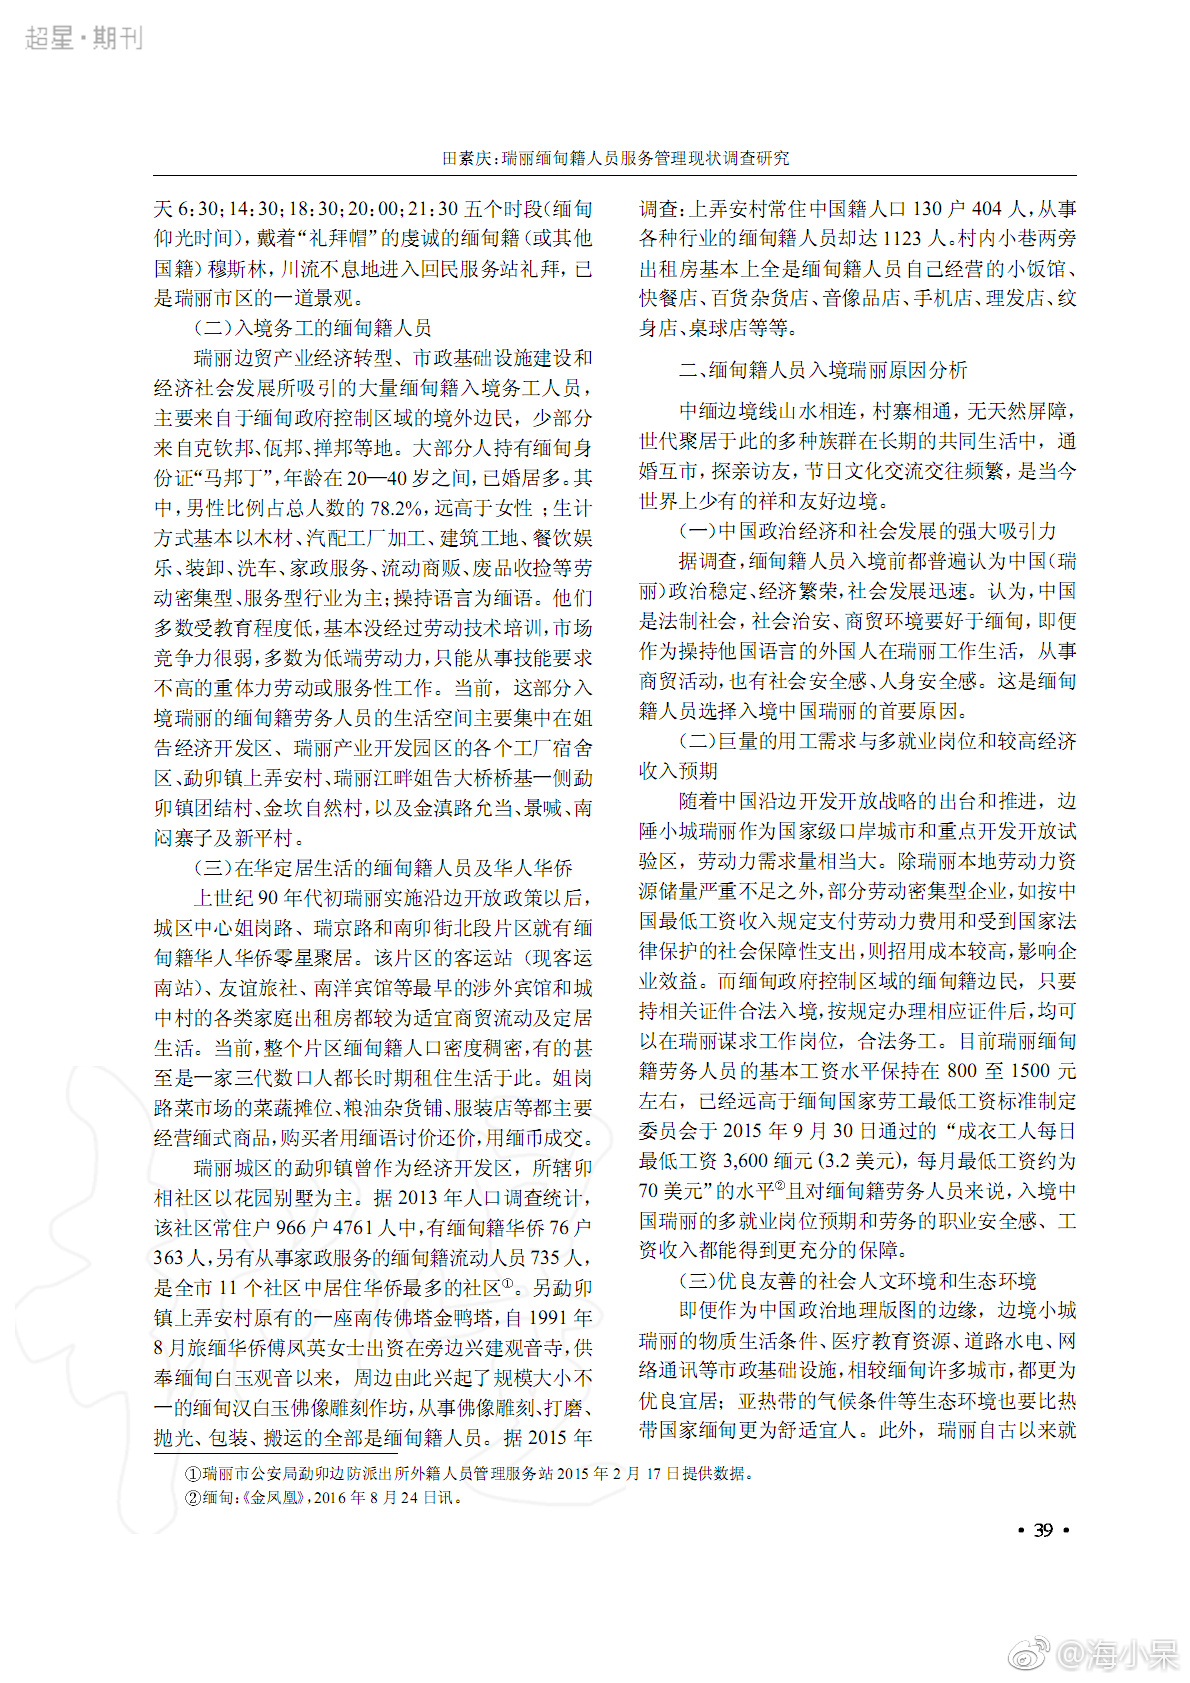 超星·期刊
田素庆:瑞丽缅甸籍人员服务管理现状调查研究
天 6:30;14:30;18:30;20:00;21:30 五个时段(缅甸
仰光时间),戴着“礼拜帽”的虔诚的缅甸籍(或其他
国籍)穆斯林,川流不息地进入回民服务站礼拜,已
是瑞丽市区的一道景观。
(二)入境务工的缅甸籍人员
瑞丽边贸产业经济转型、市政基础设施建设和
经济社会发展所吸引的大量缅甸籍入境务工人员,
主要来自于缅甸政府控制区域的境外边民,少部分
来自克钦邦、佤邦、掸邦等地。大部分人持有缅甸身
份证“马邦丁”,年龄在 20—40 岁之间,已婚居多。其
中,男性比例占总人数的 78.2%,远高于女性;生计
方式基本以木材、汽配工厂加工、建筑工地、餐饮娱
乐、装卸、洗车、家政服务、流动商贩、废品收捡等劳
动密集型、服务型行业为主;操持语言为缅语。他们
多数受教育程度低,基本没经过劳动技术培训,市场
竞争力很弱,多数为低端劳动力,只能从事技能要求
不高的重体力劳动或服务性工作。当前,这部分入
境瑞丽的缅甸籍劳务人员的生活空间主要集中在姐
告经济开发区、瑞丽产业开发园区的各个工厂宿舍
区、勐卯镇上弄安村、瑞丽江畔姐告大桥桥基一侧勐
卯镇团结村、金坎自然村,以及金滇路允当、景喊、南
闷寨子及新平村。
(三)在华定居生活的缅甸籍人员及华人华侨
上世纪 90 年代初瑞丽实施沿边开放政策以后,
城区中心姐岗路、瑞京路和南卯街北段片区就有缅
甸籍华人华侨零星聚居。该片区的客运站(现客运
南站)、友谊旅社、南洋宾馆等最早的涉外宾馆和城
中村的各类家庭出租房都较为适宜商贸流动及定居
生活。当前,整个片区缅甸籍人口密度稠密,有的甚
至是一家三代数口人都长时期租住生活于此。姐岗
路菜市场的菜蔬摊位、粮油杂货铺、服装店等都主要
经营缅式商品,购买者用缅语讨价还价,用缅币成交。
瑞丽城区的勐卯镇曾作为经济开发区,所辖卯
相社区以花园别墅为主。据 2013 年人口调查统计,
该社区常住户 966 户 4761 人中,有缅甸籍华侨 76 户
363 人,另有从事家政服务的缅甸籍流动人员 735 人,
是全市 11 个社区中居住华侨最多的社区①。另勐卯
镇上弄安村原有的一座南传佛塔金鸭塔,自 1991 年
8 月旅缅华侨傅凤英女士出资在旁边兴建观音寺,供
奉缅甸白玉观音以来,周边由此兴起了规模大小不
一的缅甸汉白玉佛像雕刻作坊,从事佛像雕刻、打磨、
抛光、包装、搬运的全部是缅甸籍人员。据 2015 年
调查:上弄安村常住中国籍人口 130 户 404 人,从事
各种行业的缅甸籍人员却达 1123 人。村内小巷两旁
出租房基本上全是缅甸籍人员自己经营的小饭馆、
快餐店、百货杂货店、音像品店、手机店、理发店、纹
身店、桌球店等等。
二、缅甸籍人员入境瑞丽原因分析
中缅边境线山水相连,村寨相通,无天然屏障,
世代聚居于此的多种族群在长期的共同生活中,通
婚互市,探亲访友,节日文化交流交往频繁,是当今
世界上少有的祥和友好边境。
(一)中国政治经济和社会发展的强大吸引力
据调查,缅甸籍人员入境前都普遍认为中国(瑞
丽)政治稳定、经济繁荣,社会发展迅速。认为,中国
是法制社会,社会治安、商贸环境要好于缅甸,即便
作为操持他国语言的外国人在瑞丽工作生活,从事
商贸活动,也有社会安全感、人身安全感。这是缅甸
籍人员选择入境中国瑞丽的首要原因。
(二)巨量的用工需求与多就业岗位和较高经济
收入预期
随着中国沿边开发开放战略的出台和推进,边
陲小城瑞丽作为国家级口岸城市和重点开发开放试
验区,劳动力需求量相当大。除瑞丽本地劳动力资
源储量严重不足之外,部分劳动密集型企业,如按中
国最低工资收入规定支付劳动力费用和受到国家法
律保护的社会保障性支出,则招用成本较高,影响企
业效益。而缅甸政府控制区域的缅甸籍边民,只要
持相关证件合法入境,按规定办理相应证件后,均可
以在瑞丽谋求工作岗位,合法务工。目前瑞丽缅甸
籍劳务人员的基本工资水平保持在 800 至 1500 元
左右,已经远高于缅甸国家劳工最低工资标准制定
委员会于 2015 年 9 月 30 日通过的“成衣工人每日
最低工资 3,600 缅元(3.2 美元),每月最低工资约为
70 美元”的水平②且对缅甸籍劳务人员来说,入境中
国瑞丽的多就业岗位预期和劳务的职业安全感、工
资收入都能得到更充分的保障。
(三)优良友善的社会人文环境和生态环境
即便作为中国政治地理版图的边缘,边境小城
瑞丽的物质生活条件、医疗教育资源、道路水电、网
络通讯等市政基础设施,相较缅甸许多城市,都更为
优良宜居;亚热带的气候条件等生态环境也要比热
带国家缅甸更为舒适宜人。此外,瑞丽自古以来就
①瑞丽市公安局勐卯边防派出所外籍人员管理服务站 2015 年 2 月 17 日提供数据。
②缅甸:《金凤凰》,2016 年 8 月 24 日讯。
• 39 •
@海小呆